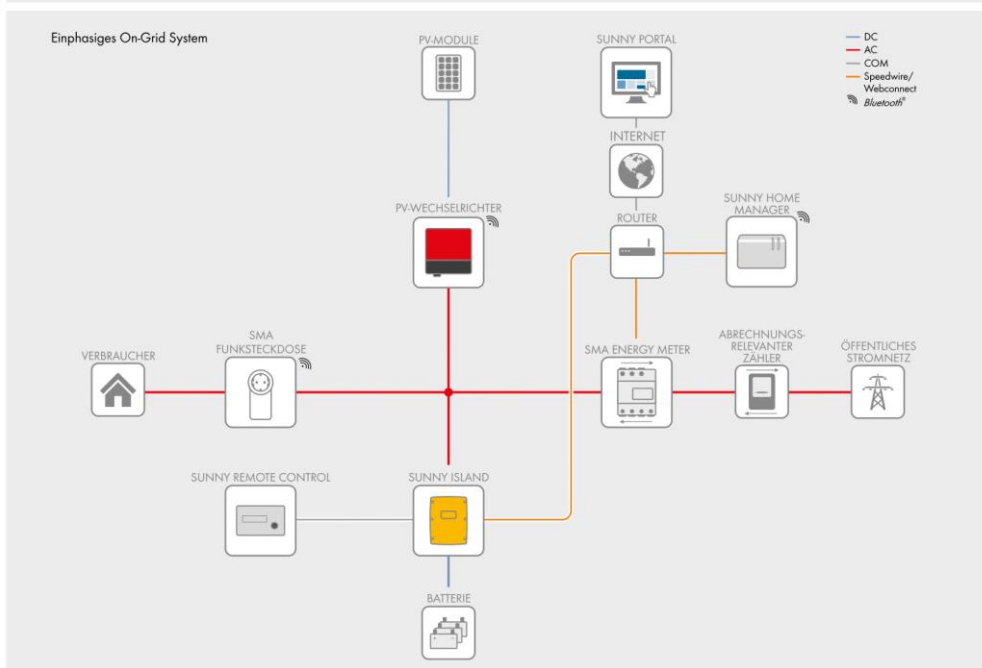 Einphasiges On-Grid System
PV-MODULE
SUNNY PORTAL
DC
AC
COM
Speedwire/
Webconnect
Bluetooth®
INTERNET
PV-WECHSELRICHTER
ROUTER
SUNNY HOME
MANAGER
VERBRAUCHER
SMA
FUNKSTECKDOSE
SMA ENERGY METER
ABRECHNUNGS-
RELEVANTER
ZÄHLER
ÖFFENTLICHES
STROMNETZ
SUNNY REMOTE CONTROL
SUNNY ISLAND
BATTERIE